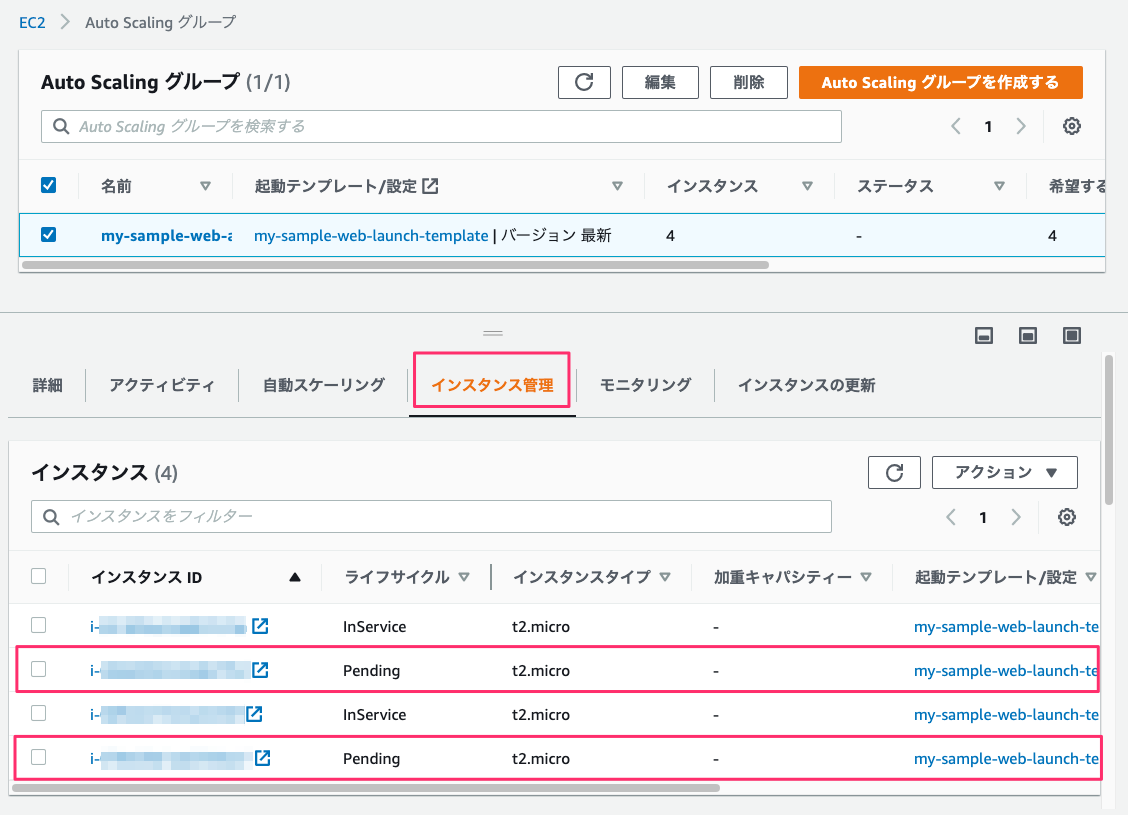 EC2 > Auto Scaling グループ
Auto Scaling グループ (1/1) 編集 削除 Auto Scaling グループを作成する
Auto Scaling グループを検索する 1
名前 起動テンプレート/設定 インスタンス ステータス 希望する
my-sample-web-a my-sample-web-launch-template | バージョン 最新 4 - 4
詳細 アクティビティ 自動スケーリング インスタンス管理 モニタリング インスタンスの更新
インスタンス (4) アクション
インスタンスをフィルター 1
インスタンス ID ライフサイクル インスタンスタイプ 加重キャパシティー 起動テンプレート/設定
i- InService t2.micro - my-sample-web-launch-te
i- Pending t2.micro - my-sample-web-launch-te
i- InService t2.micro - my-sample-web-launch-te
i- Pending t2.micro - my-sample-web-launch-te